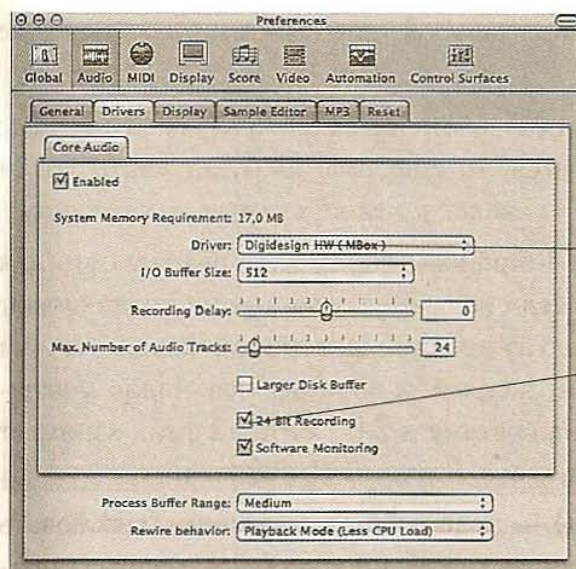 Preferences
Global Audio MIDI Display Score Video Automation Control Surfaces
General Drivers Display Sample Editor MP3 Reset
Core Audio
Enabled
System Memory Requirement: 17,0 MB
Driver: Digidesign HW (MBox)
I/O Buffer Size: 512
Recording Delay: 0
Max. Number of Audio Tracks: 24
Larger Disk Buffer
24 Bit Recording
Software Monitoring
Process Buffer Range: Medium
Rewire behavior: Playback Mode (Less CPU Load)